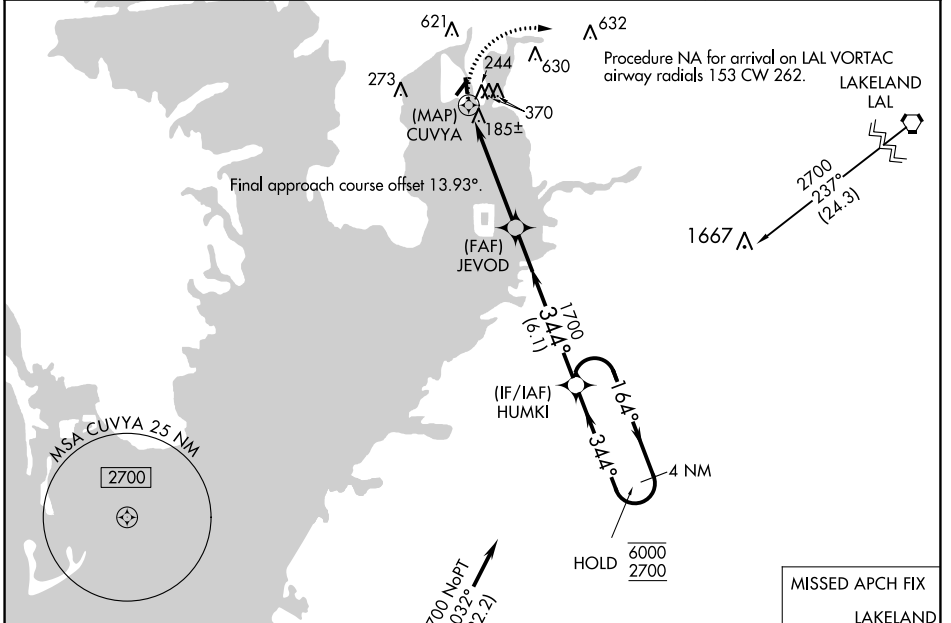 621
632
630
244
273
370
(MAP)
CUVYA
185±
Procedure NA for arrival on LAL VORTAC
airway radials 153 CW 262.
LAKELAND
LAL
2700
237°
(24.3)
1667
Final approach course offset 13.93°.
(FAF)
JEVOD
1700
344°
(6.1)
(IF/IAF)
HUMKI
164°
344°
4 NM
HOLD
6000
2700
MSA CUVYA 25 NM
2700
NoPT
032°
MISSED APCH FIX
LAKELAND